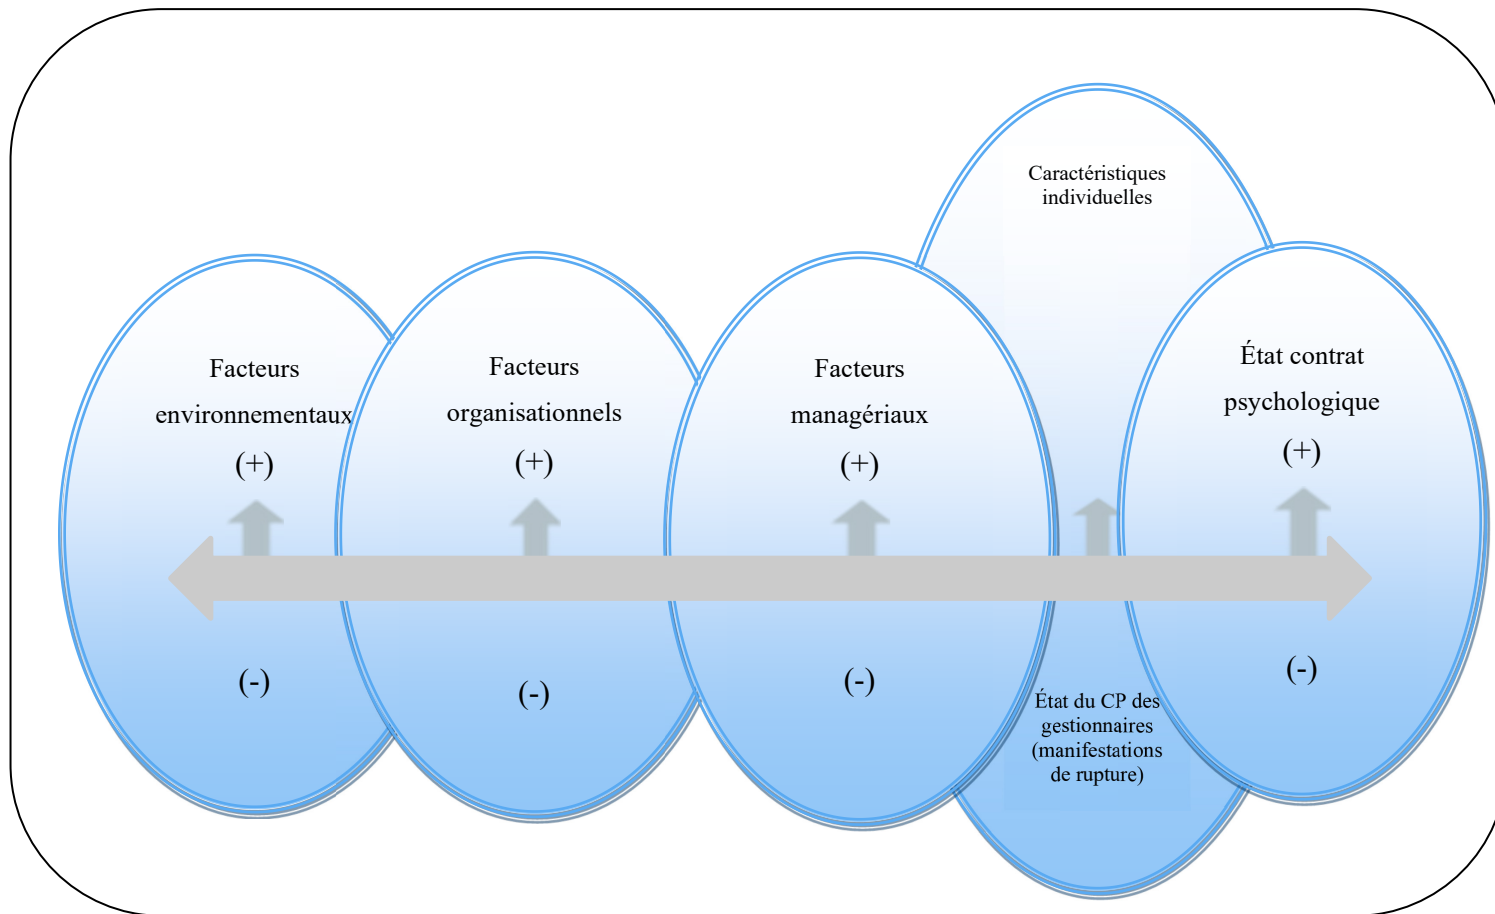 Caractéristiques
individuelles
Facteurs
environnementaux
(+)
(-)
Facteurs
organisationnels
(+)
(-)
Facteurs
managériaux
(+)
(-)
État du CP des
gestionnaires
(manifestations
de rupture)
État contrat
psychologique
(+)
(-)